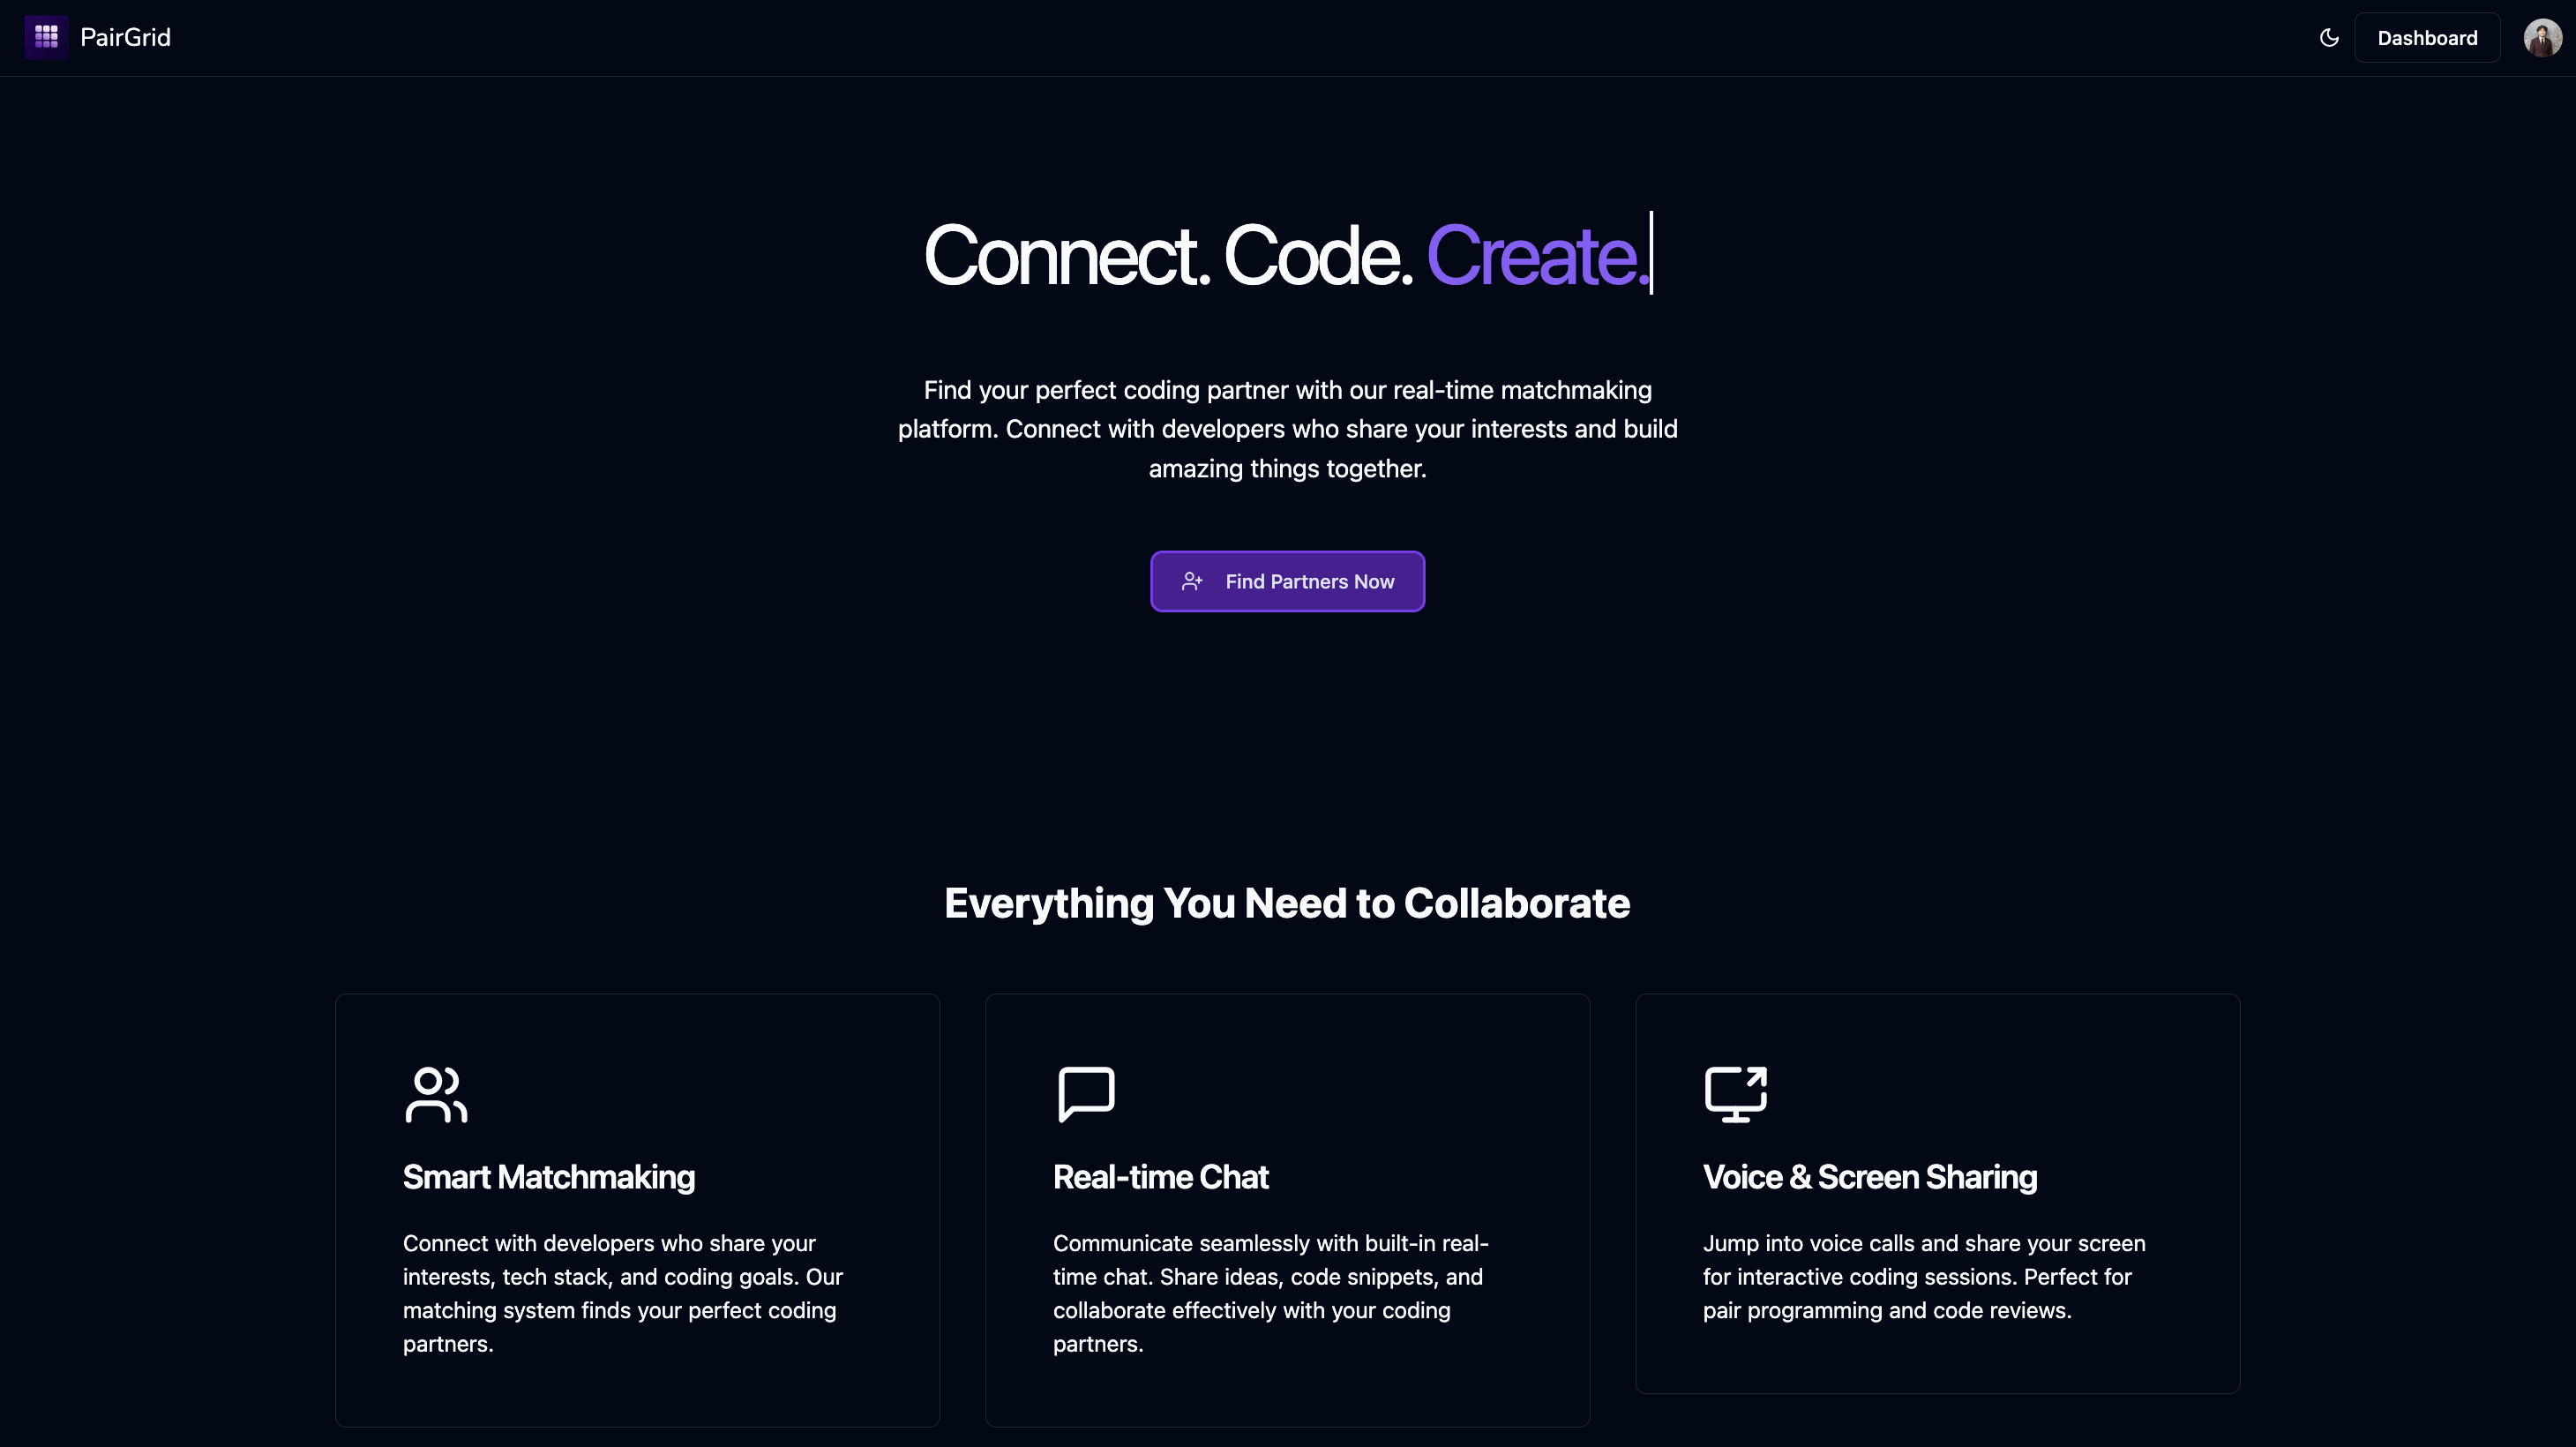 PairGrid
Dashboard
Connect. Code. Create.
Find your perfect coding partner with our real-time matchmaking
platform. Connect with developers who share your interests and build
amazing things together.
Find Partners Now
Everything You Need to Collaborate
Smart Matchmaking
Connect with developers who share your
interests, tech stack, and coding goals. Our
matching system finds your perfect coding
partners.
Real-time Chat
Communicate seamlessly with built-in real-
time chat. Share ideas, code snippets, and
collaborate effectively with your coding
partners.
Voice & Screen Sharing
Jump into voice calls and share your screen
for interactive coding sessions. Perfect for
pair programming and code reviews.